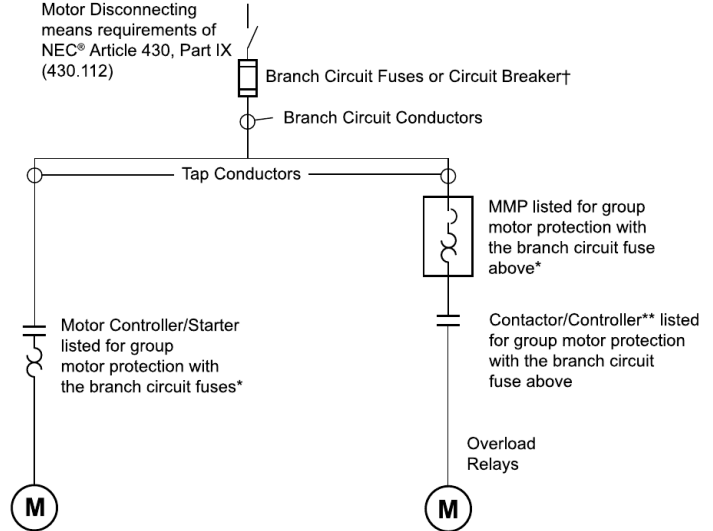 Motor Disconnecting
means requirements of
NEC® Article 430, Part IX
(430.112)
Branch Circuit Fuses or Circuit Breaker†
Branch Circuit Conductors
Tap Conductors
MMP listed for group
motor protection with
the branch circuit fuse
above*
Motor Controller/Starter
listed for group
motor protection with
the branch circuit fuses*
Contactor/Controller** listed
for group motor protection
with the branch circuit
fuse above
Overload
Relays
M
M